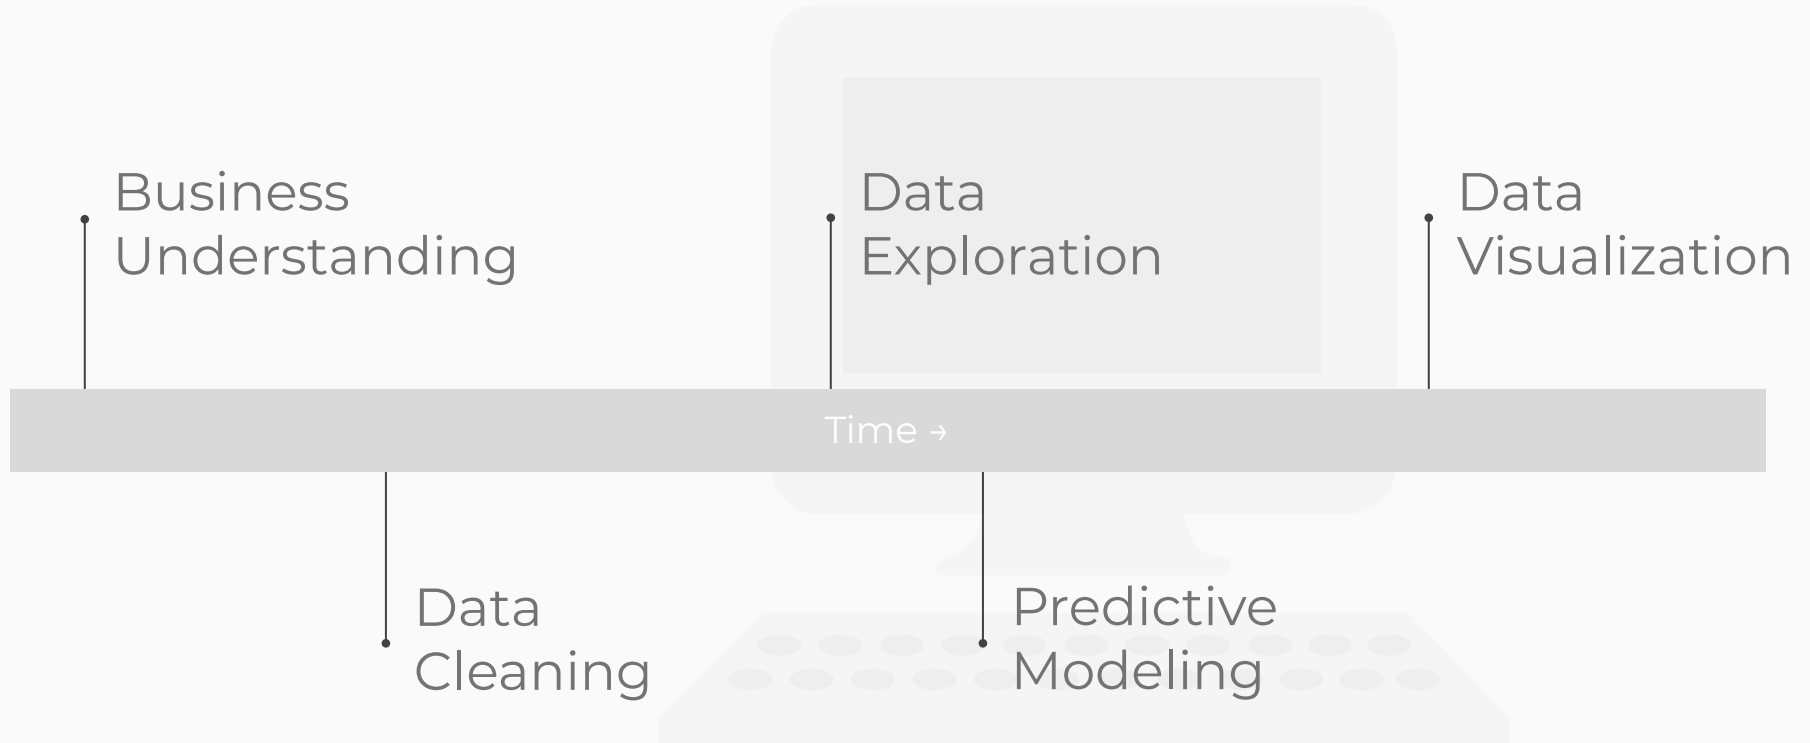 Business
Understanding
Data
Exploration
Data
Visualization
Time →
Data
Cleaning
Predictive
Modeling